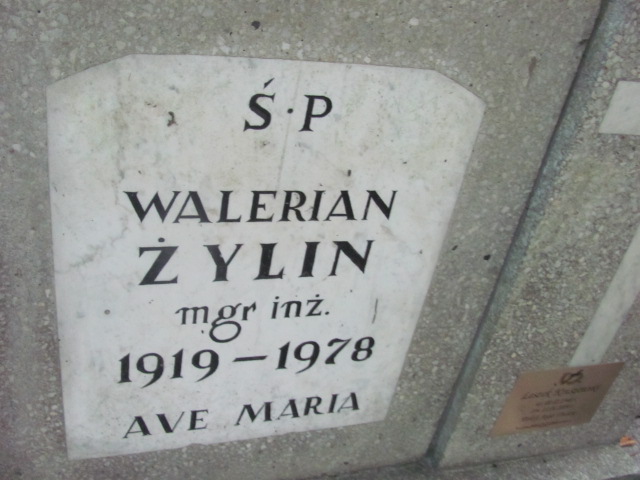 Ś.P
WALERIAN
ŻYLIN
mgr inż.
1919-1978
AVE MARIA